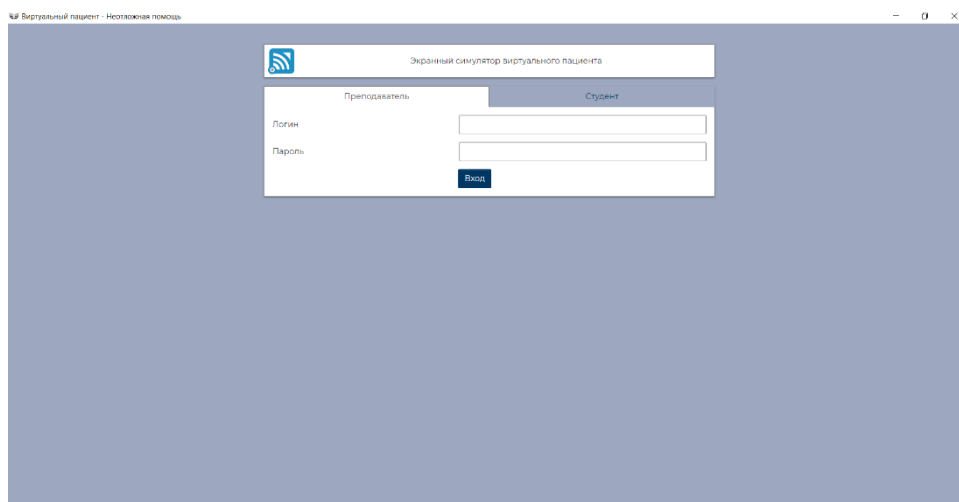 Виртуальный пациент - Неотложная помощь
Экранный симулятор виртуального пациента
Преподаватель
Студент
Логин
Пароль
Вход